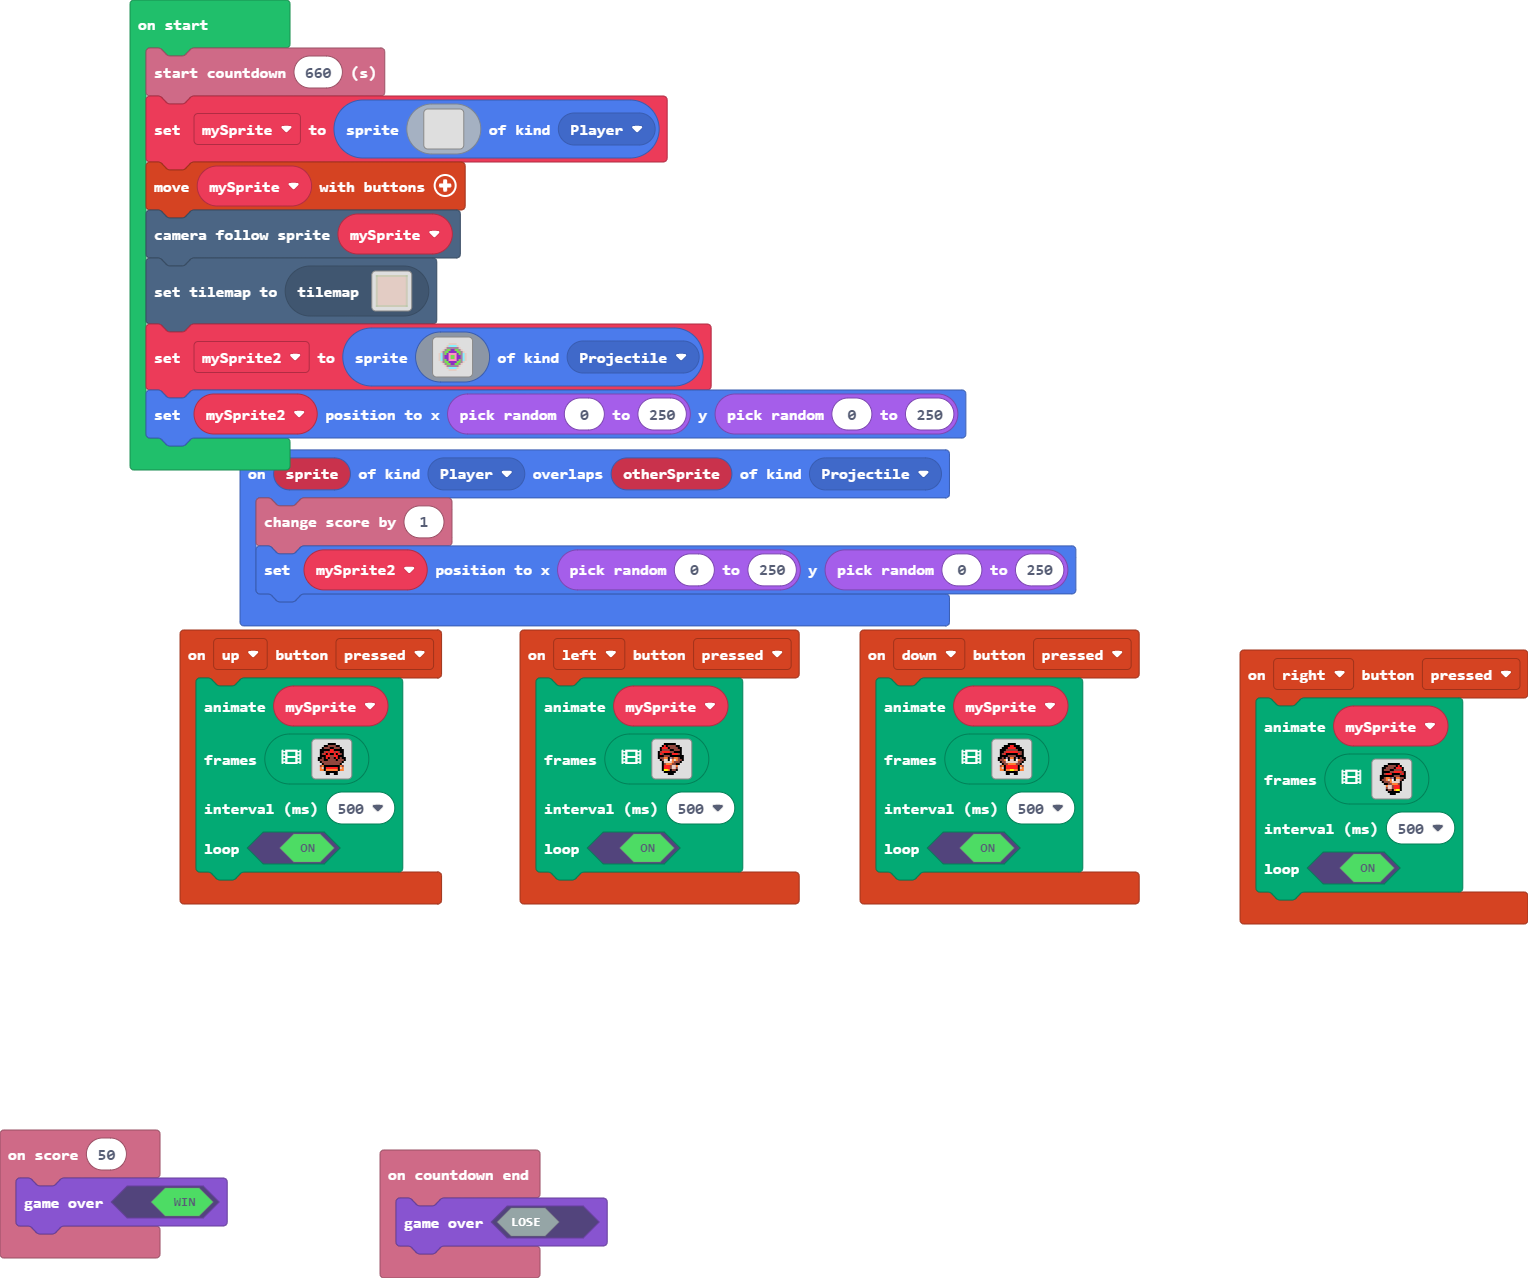 on start
start countdown 660 (s)
set mySprite to sprite of kind Player
move mySprite with buttons
camera follow sprite mySprite
set tilemap to tilemap
set mySprite2 to sprite of kind Projectile
set mySprite2 position to x pick random 0 to 250 y pick random 0 to 250
on sprite of kind Player overlaps otherSprite of kind Projectile
change score by 1
set mySprite2 position to x pick random 0 to 250 y pick random 0 to 250
on up button pressed
animate mySprite
frames
interval (ms) 500
loop ON
on left button pressed
animate mySprite
frames
interval (ms) 500
loop ON
on down button pressed
animate mySprite
frames
interval (ms) 500
loop ON
on right button pressed
animate mySprite
frames
interval (ms) 500
loop ON
on score 50
game over WIN
on countdown end
game over LOSE